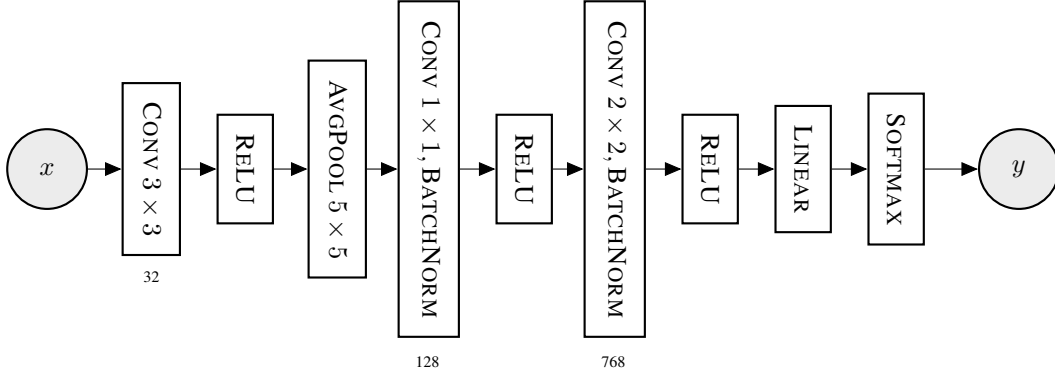 x
CONV 3 × 3
32
RELU
AVGPOOL 5 × 5
CONV 1 × 1, BATCHNORM
128
RELU
CONV 2 × 2, BATCHNORM
768
RELU
LINEAR
SOFTMAX
y